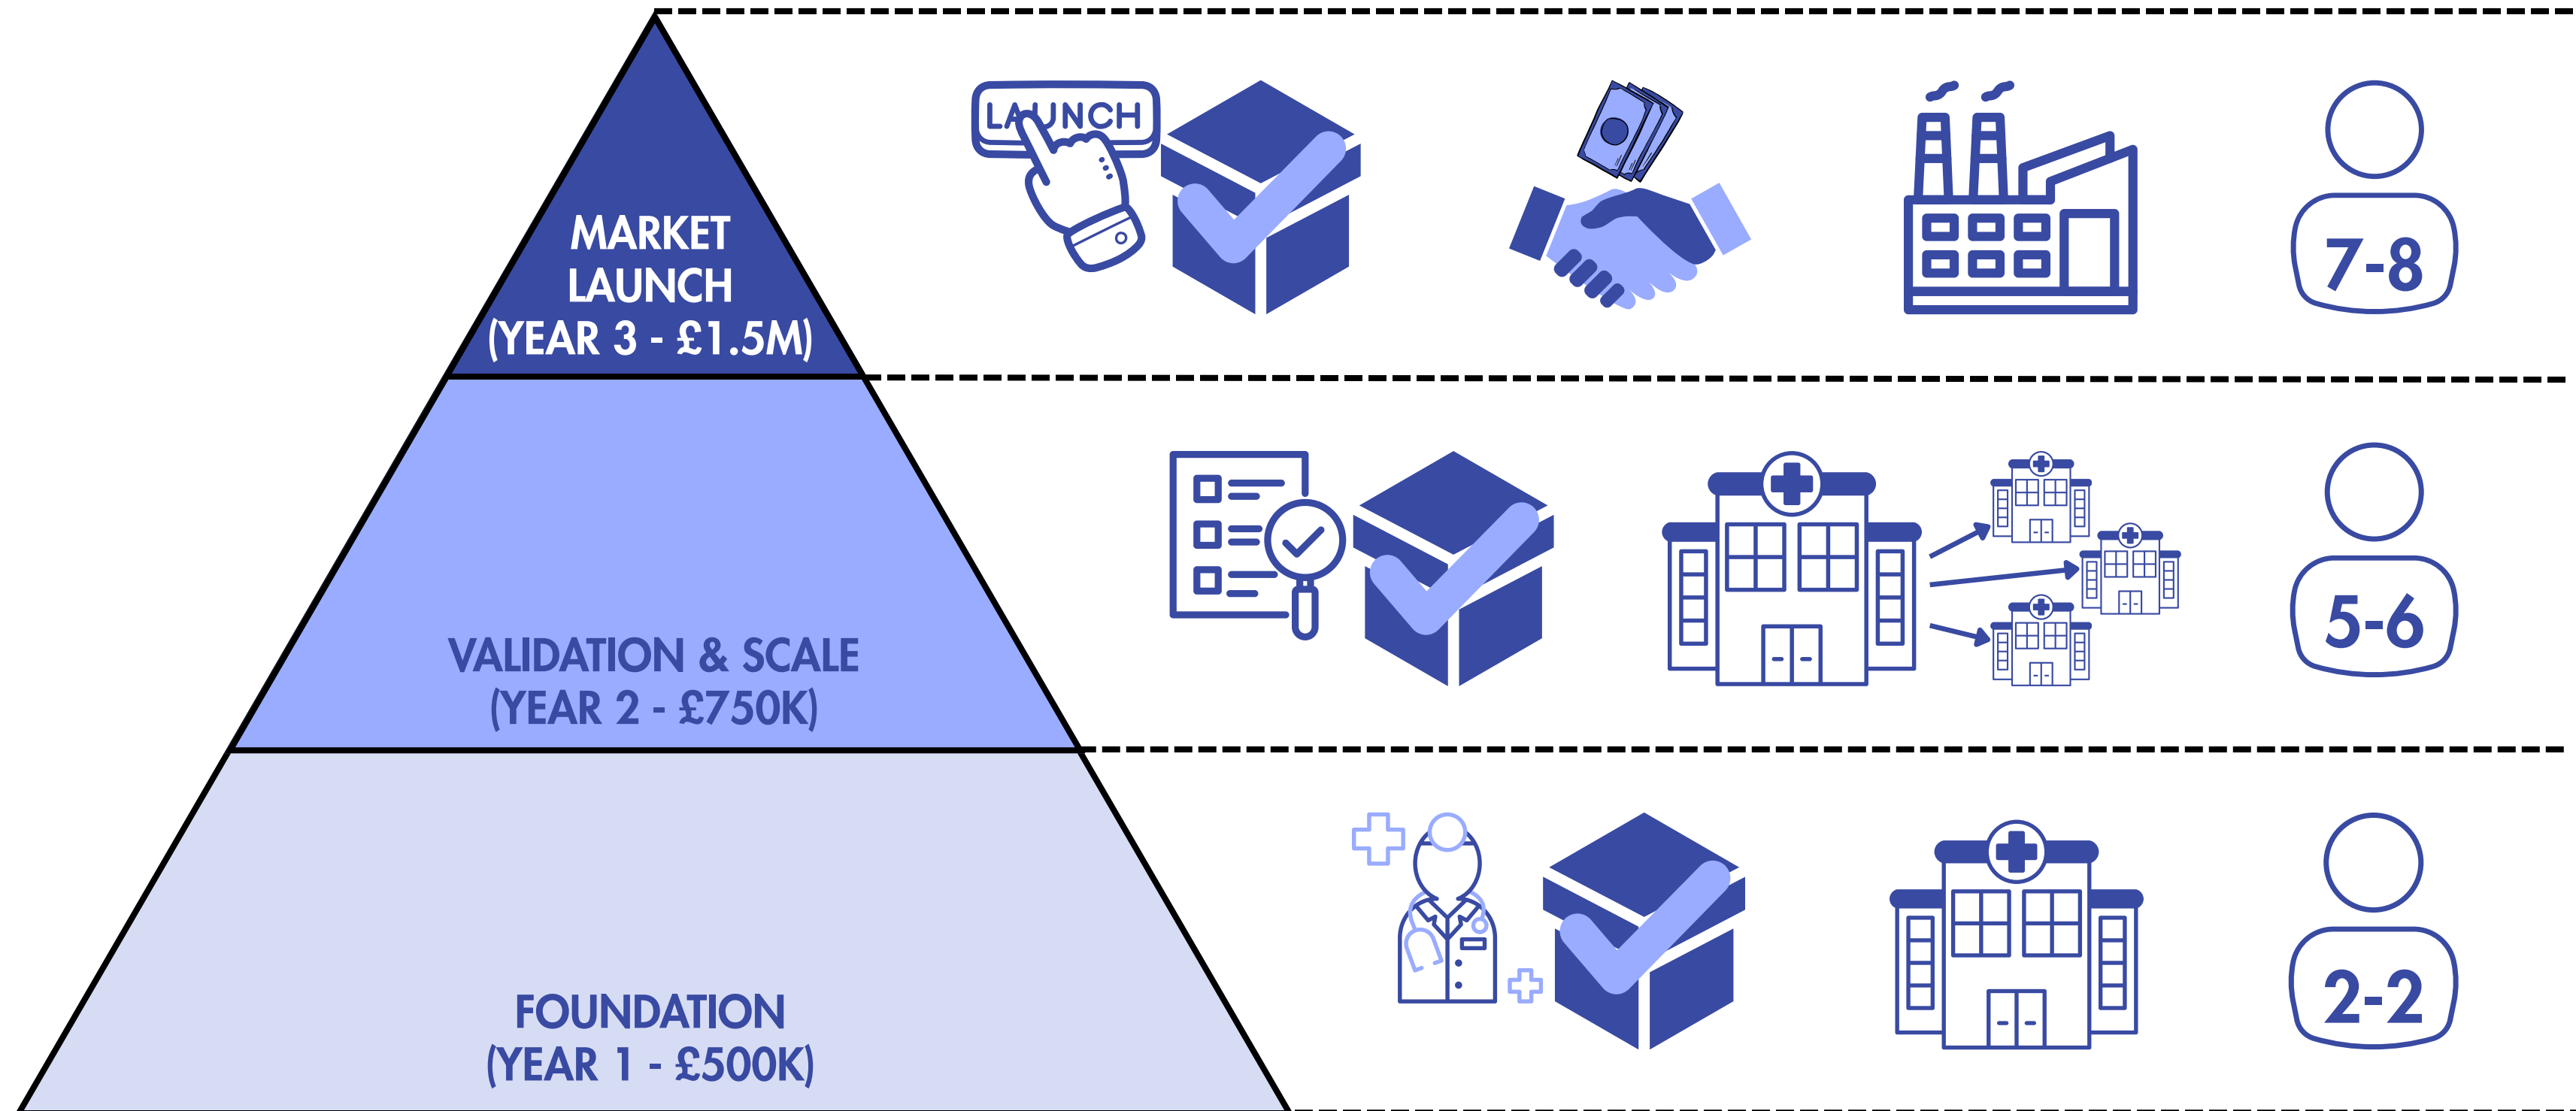 LAUNCH
MARKET
LAUNCH
(YEAR 3 - £1.5M)
7-8
VALIDATION & SCALE
(YEAR 2 - £750K)
5-6
FOUNDATION
(YEAR 1 - £500K)
2-2